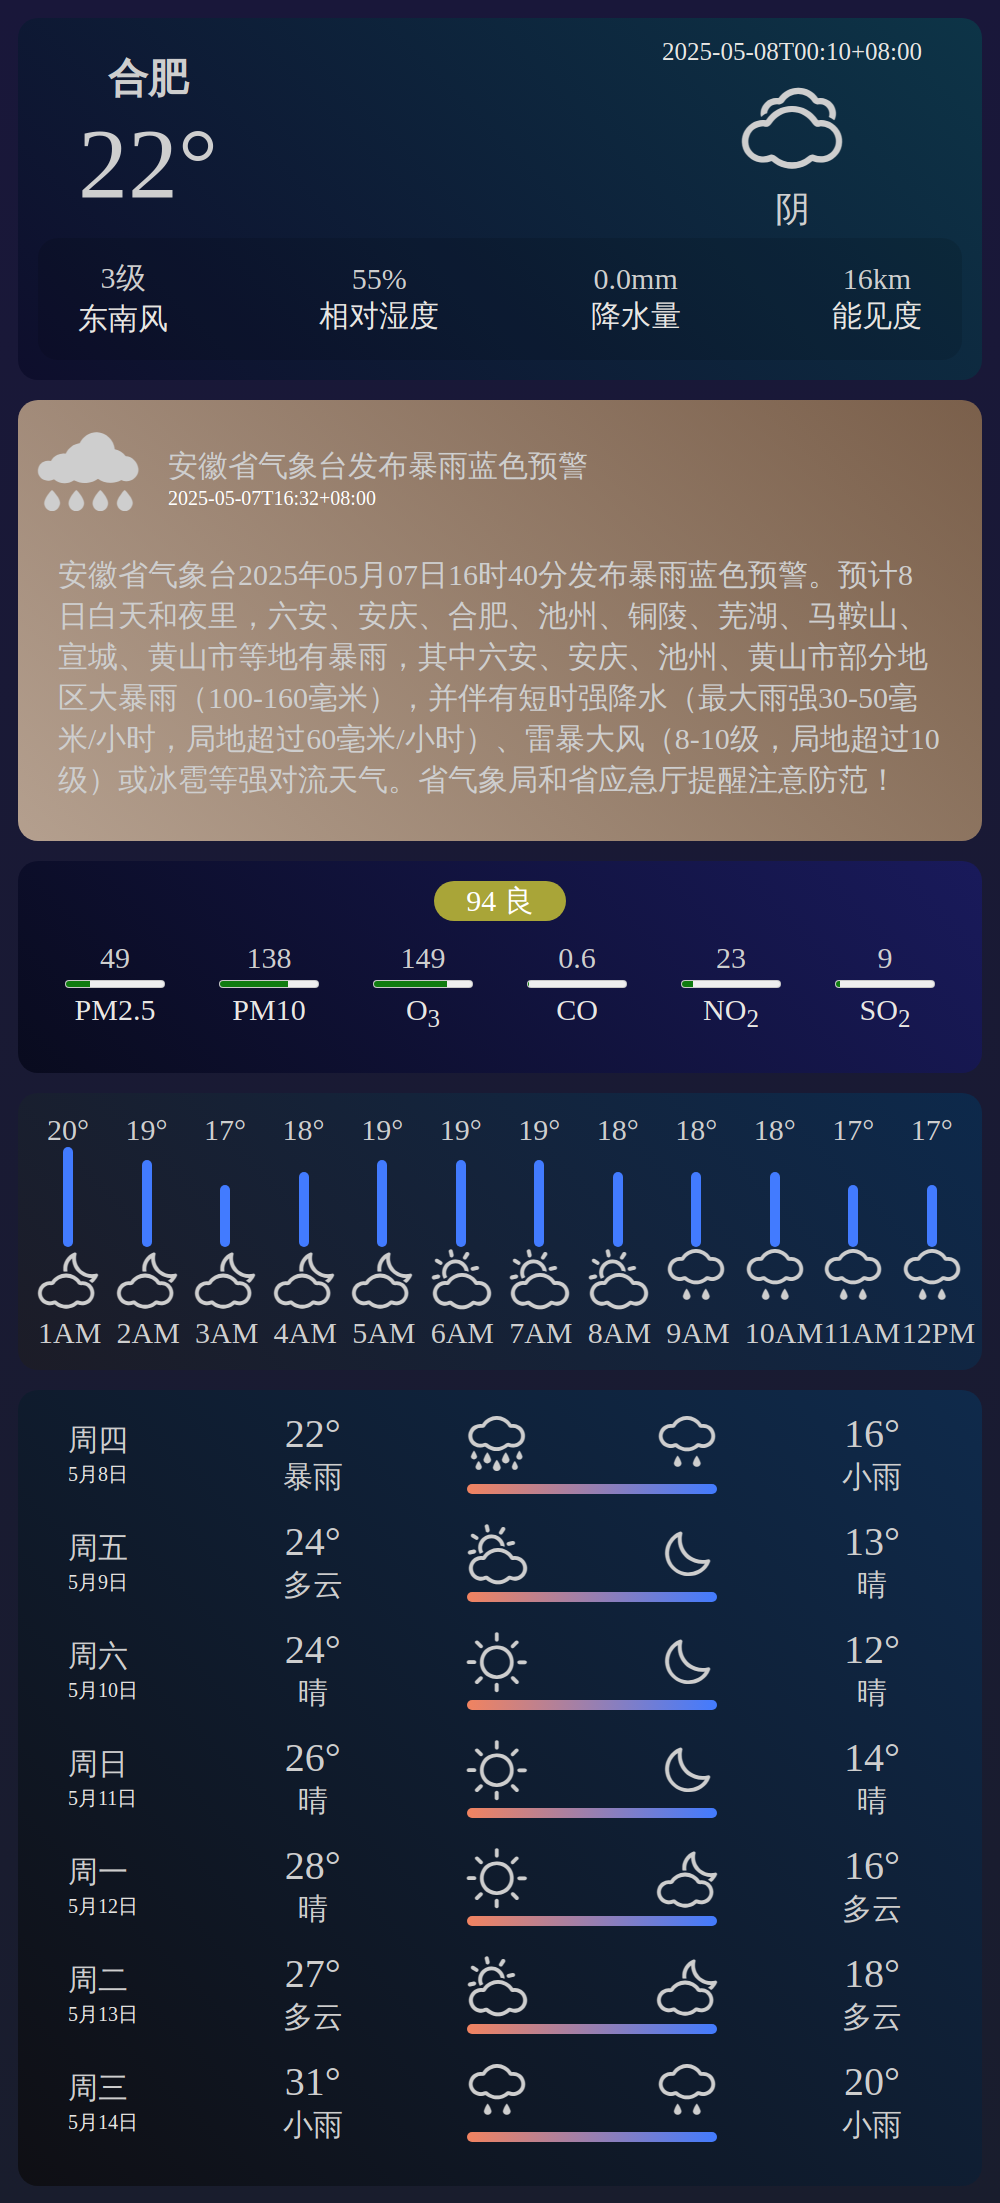 合肥
22°
2025-05-08T00:10+08:00
阴
3级 55% 0.0mm 16km
东南风 相对湿度 降水量 能见度
安徽省气象台发布暴雨蓝色预警
2025-05-07T16:32+08:00
安徽省气象台2025年05月07日16时40分发布暴雨蓝色预警。预计8
日白天和夜里，六安、安庆、合肥、池州、铜陵、芜湖、马鞍山、
宣城、黄山市等地有暴雨，其中六安、安庆、池州、黄山市部分地
区大暴雨（100-160毫米），并伴有短时强降水（最大雨强30-50毫
米/小时，局地超过60毫米/小时）、雷暴大风（8-10级，局地超过10
级）或冰雹等强对流天气。省气象局和省应急厅提醒注意防范！
94 良
49 138 149 0.6 23 9
PM2.5 PM10 O3 CO NO2 SO2
20° 19° 17° 18° 19° 19° 19° 18° 18° 18° 17° 17°
1AM 2AM 3AM 4AM 5AM 6AM 7AM 8AM 9AM 10AM 11AM 12PM
周四 22° 16°
5月8日 暴雨 小雨
周五 24° 13°
5月9日 多云 晴
周六 24° 12°
5月10日 晴 晴
周日 26° 14°
5月11日 晴 晴
周一 28° 16°
5月12日 晴 多云
周二 27° 18°
5月13日 多云 多云
周三 31° 20°
5月14日 小雨 小雨